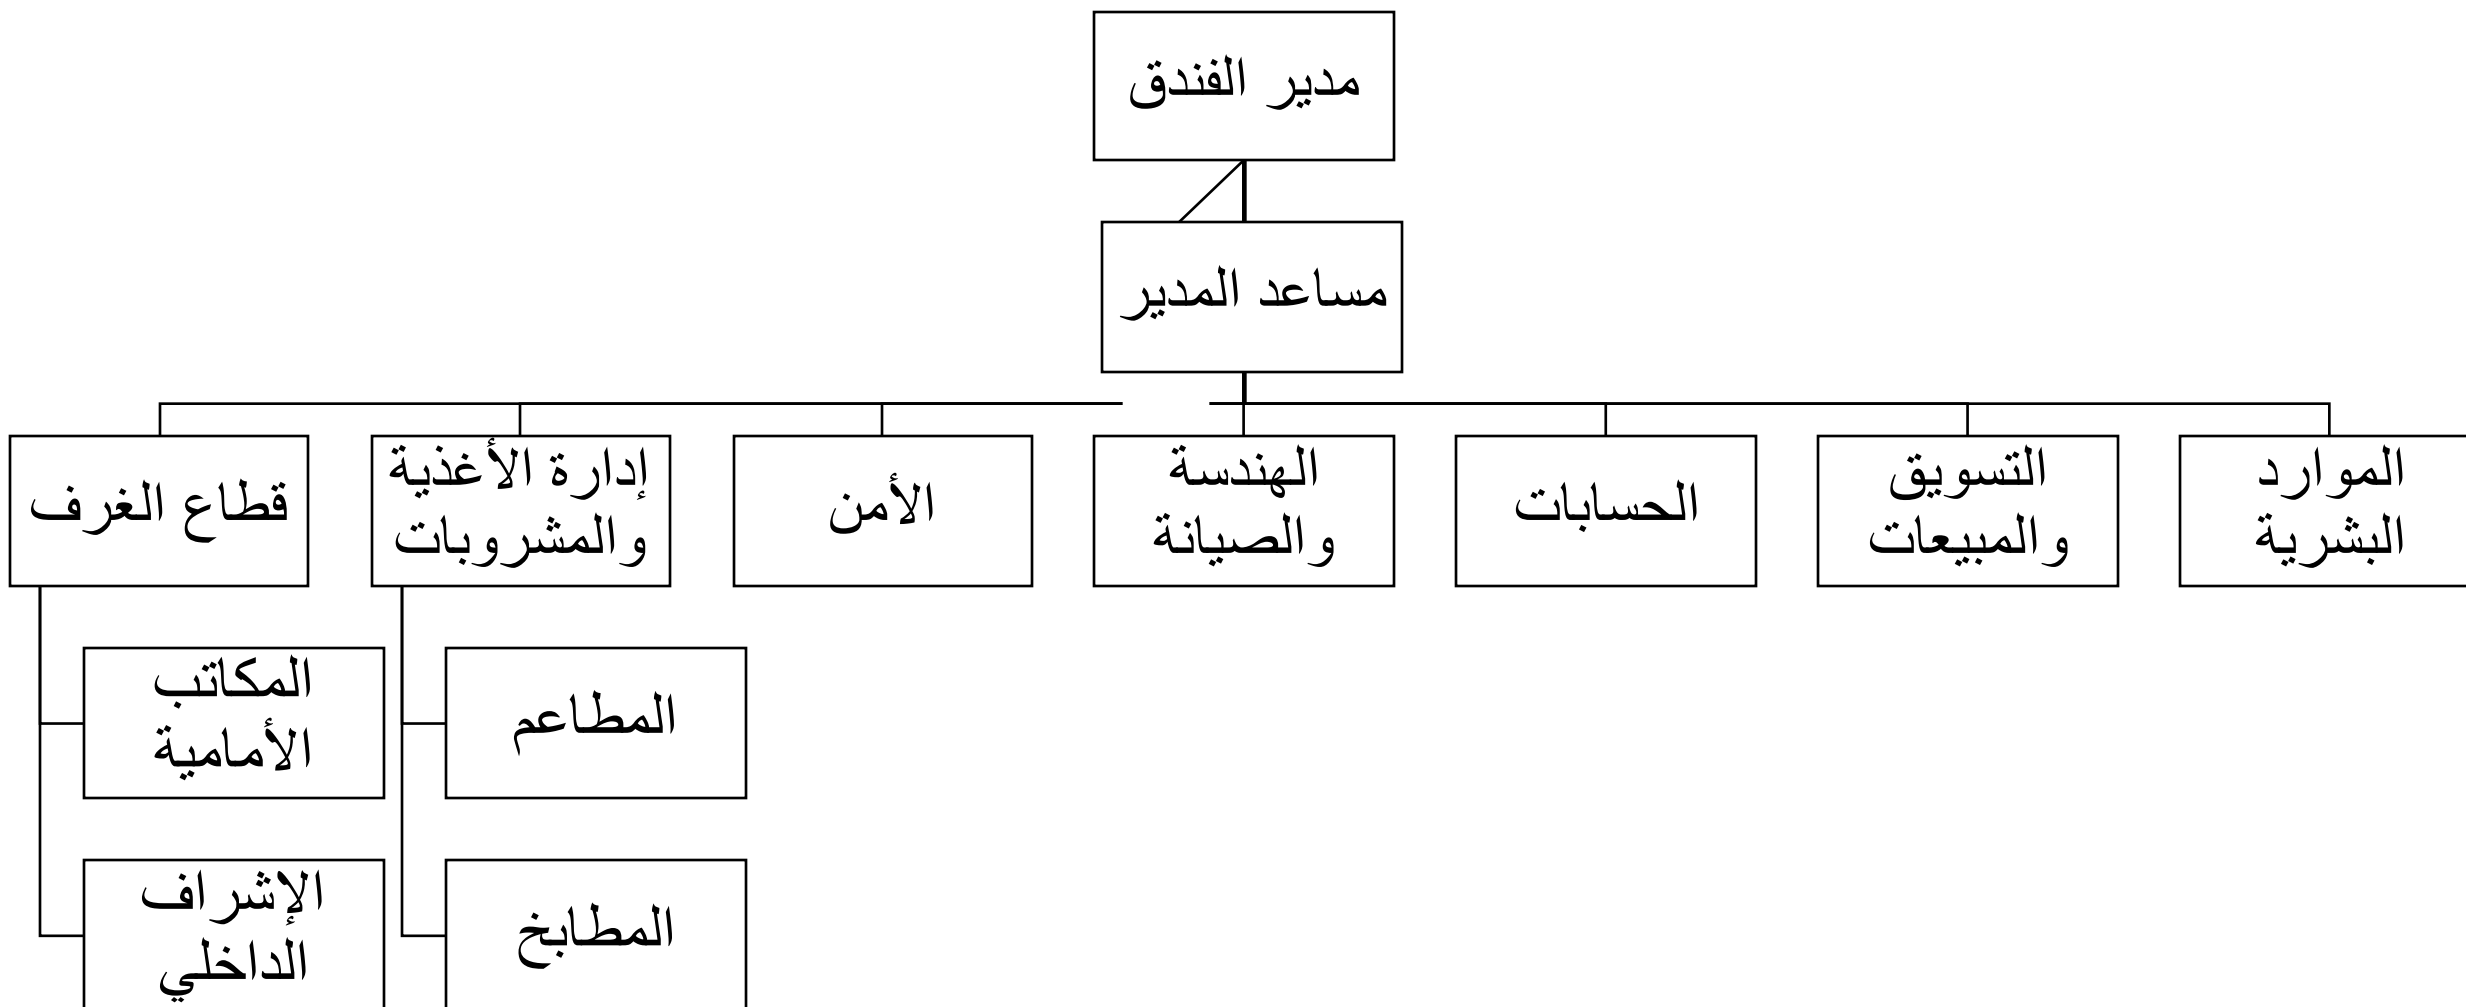 مدير الفندق
مساعد المدير
الموارد
البشرية
التسويق
والمبيعات
الحسابات
الهندسة
والصيانة
الأمن
إدارة الأغذية
والمشروبات
قطاع الغرف
المطاعم
المكاتب
الأمامية
المطابخ
الإشراف
الداخلي